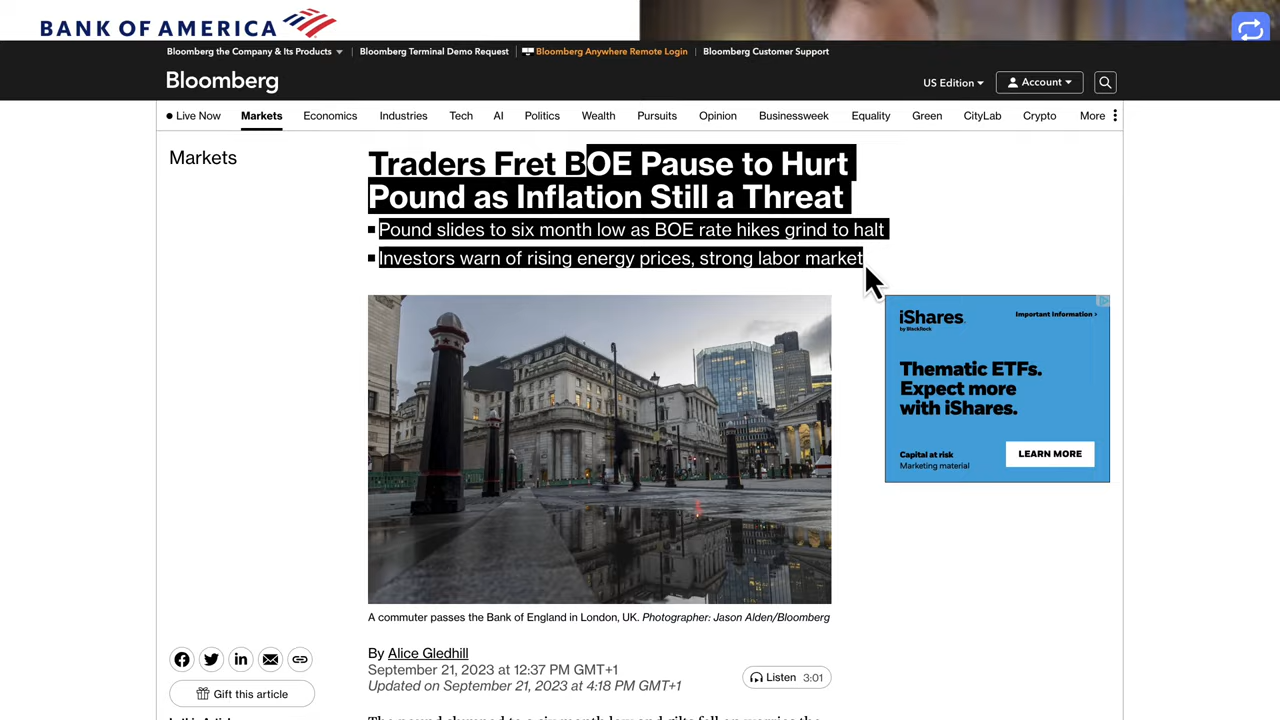 BANK OF AMERICA
Bloomberg the Company & Its Products
Bloomberg Terminal Demo Request
Bloomberg Anywhere Remote Login
Bloomberg Customer Support
Bloomberg
US Edition
Account
Live Now
Markets
Economics
Industries
Tech
AI
Politics
Wealth
Pursuits
Opinion
Businessweek
Equality
Green
CityLab
Crypto
More
Markets
Traders Fret BOE Pause to Hurt
Pound as Inflation Still a Threat
Pound slides to six month low as BOE rate hikes grind to halt
Investors warn of rising energy prices, strong labor market
iShares.
by BlackRock
Important Information ›
Thematic ETFs.
Expect more
with iShares.
Capital at risk
Marketing material
LEARN MORE
A commuter passes the Bank of England in London, UK. Photographer: Jason Alden/Bloomberg
By Alice Gledhill
September 21, 2023 at 12:37 PM GMT+1
Updated on September 21, 2023 at 4:18 PM GMT+1
Listen 3:01
Gift this article